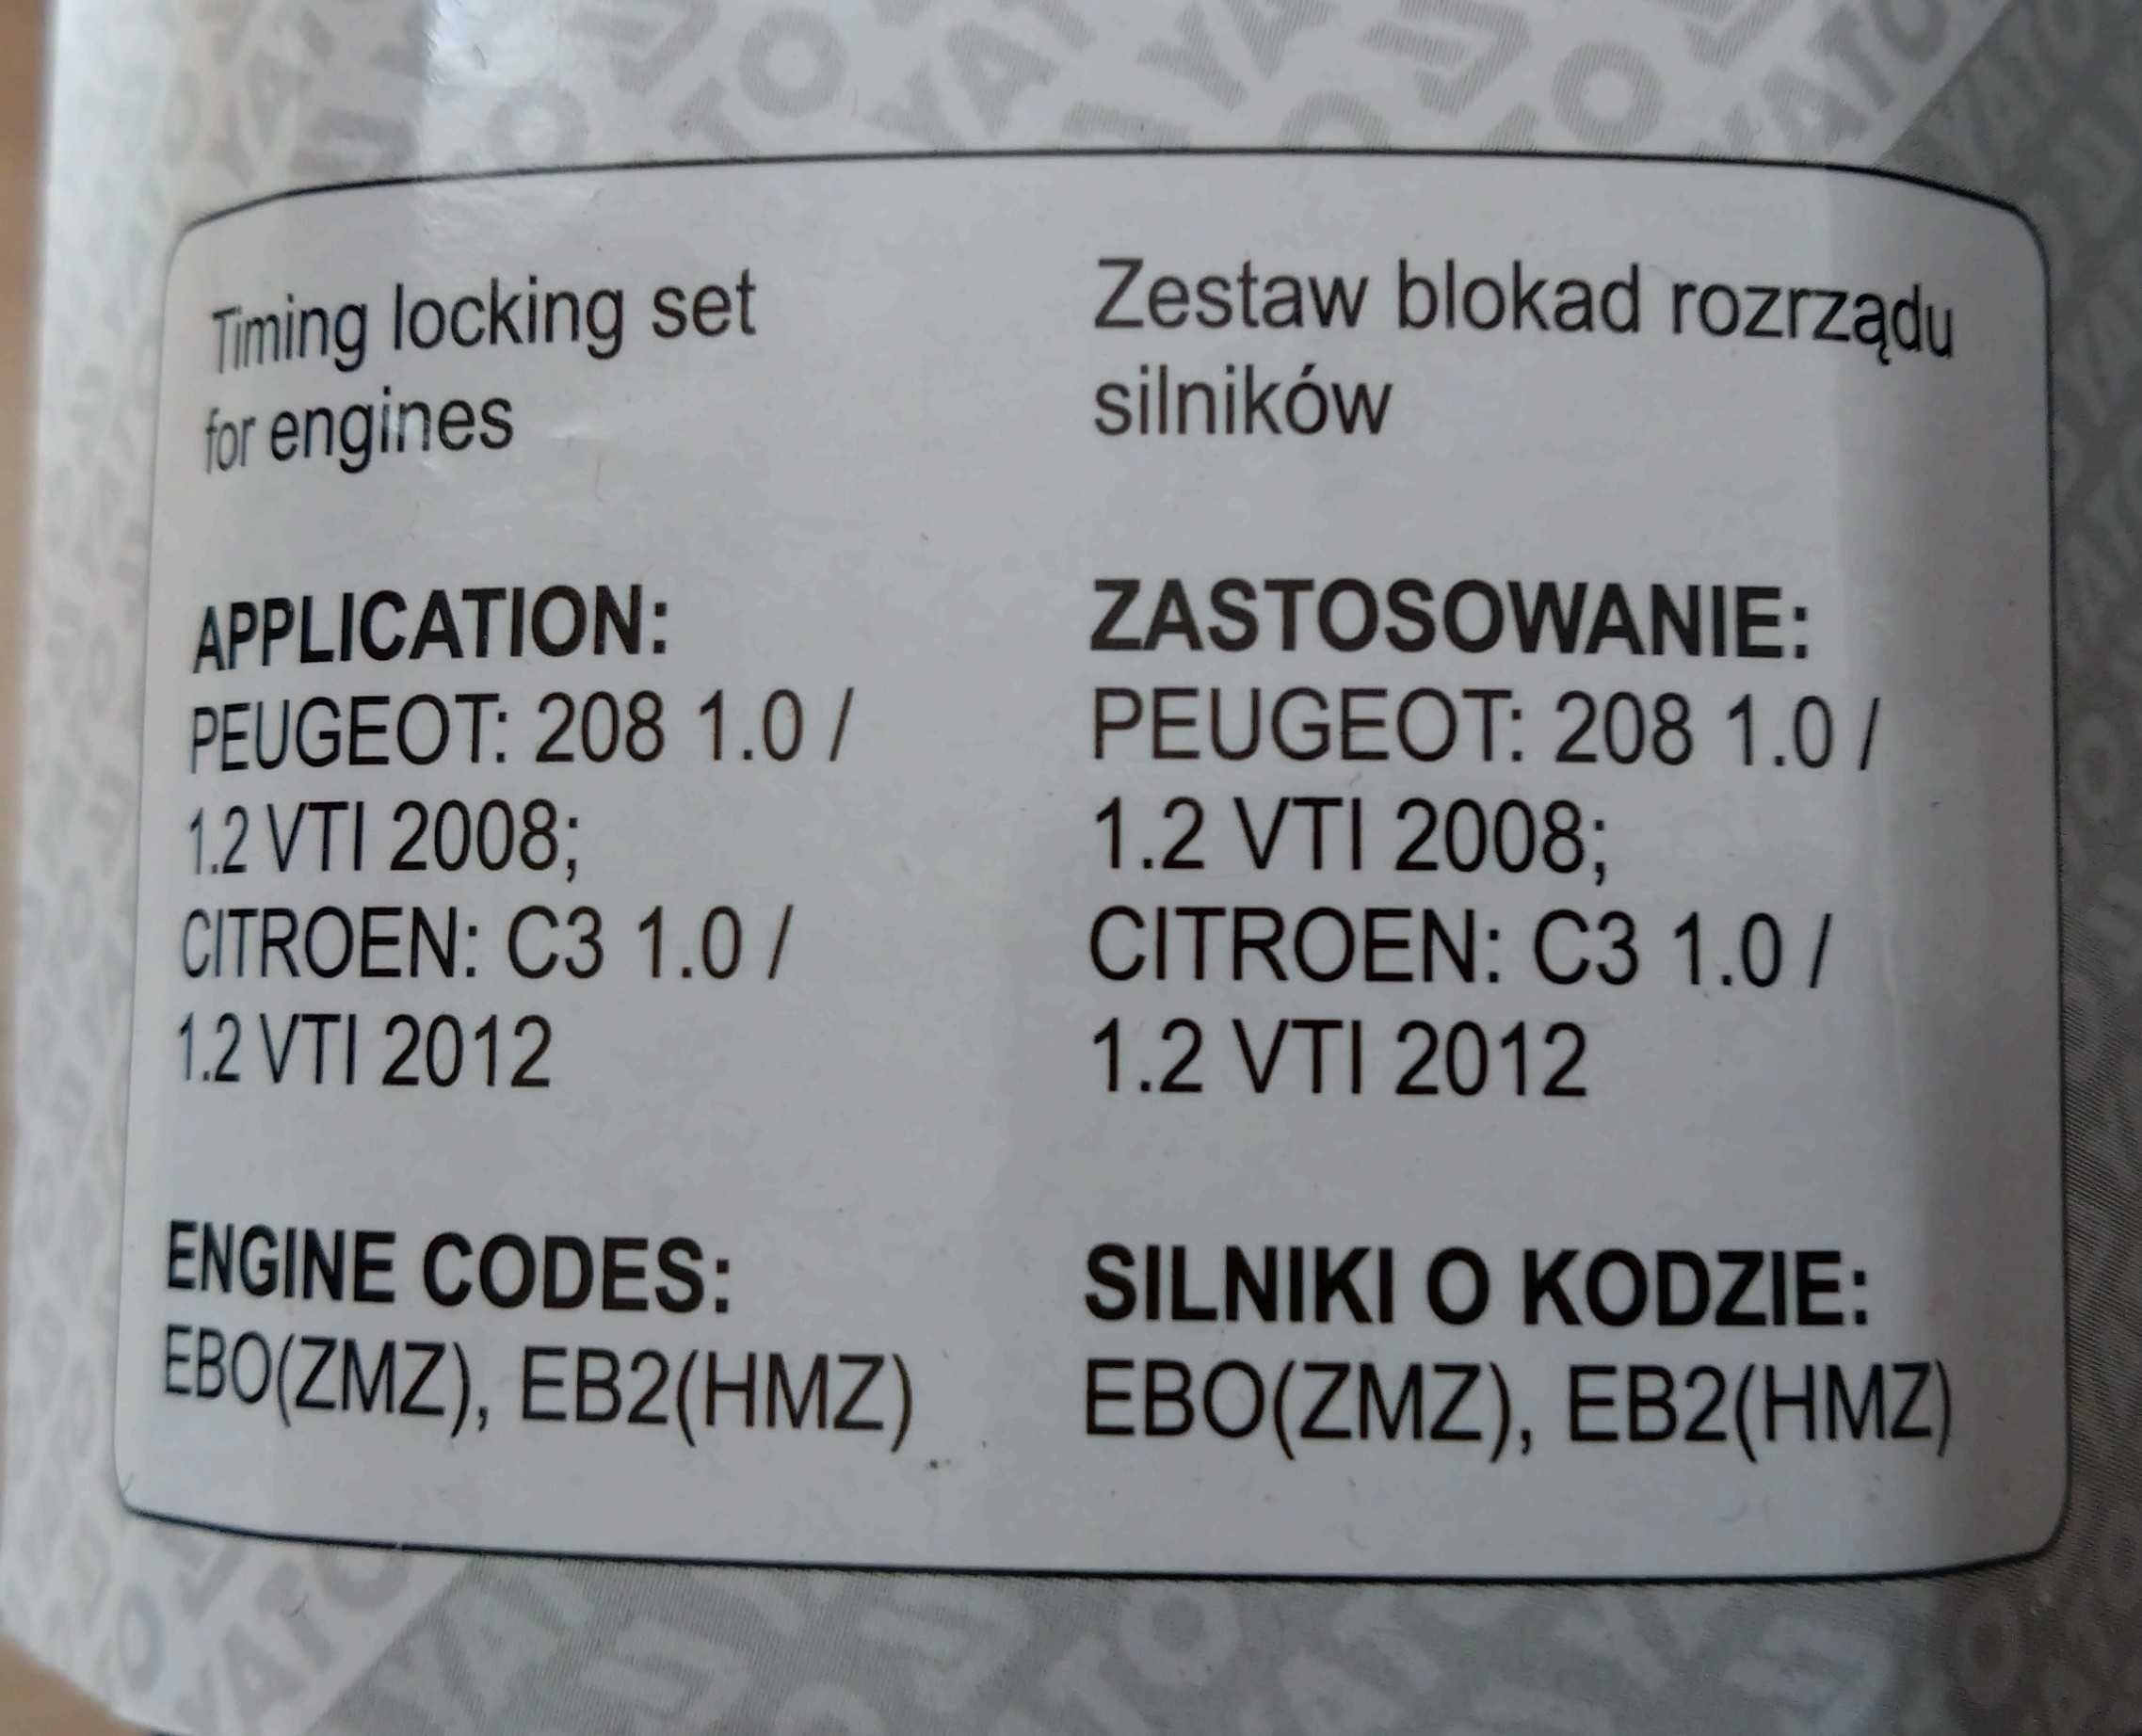 Timing locking set
for engines
APPLICATION:
PEUGEOT: 208 1.0 /
1.2 VTI 2008;
CITROEN: C3 1.0 /
1.2 VTI 2012
ENGINE CODES:
EBO(ZMZ), EB2(HMZ)
Zestaw blokad rozrządu
silników
ZASTOSOWANIE:
PEUGEOT: 208 1.0 /
1.2 VTI 2008;
CITROEN: C3 1.0 /
1.2 VTI 2012
SILNIKI O KODZIE:
EBO(ZMZ), EB2(HMZ)
YATO